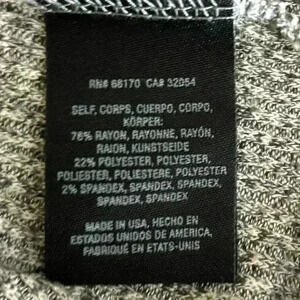 RN# 68170 CA# 32054
SELF, CORPS, CUERPO, CORPO,
KÖRPER:
76% RAYON, RAYONNE, RAYÓN,
RAION, KUNSTSEIDE
22% POLYESTER, POLYESTER,
POLIESTER, POLIESTERE, POLYESTER
2% SPANDEX, SPANDEX, SPANDEX,
SPANDEX, SPANDEX
MADE IN USA, HECHO EN
ESTADOS UNIDOS DE AMERICA,
FABRIQUÉ EN ETATS-UNIS